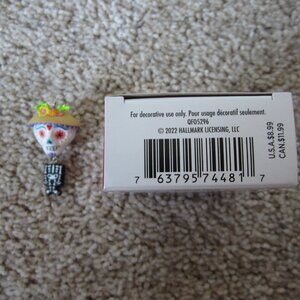 For decorative use only. Pour usage décoratif seulement.
QFO5296
© 2022 HALLMARK LICENSING, LLC
7 63795 74481 7
U.S.A. $8.99
CAN. $11.99